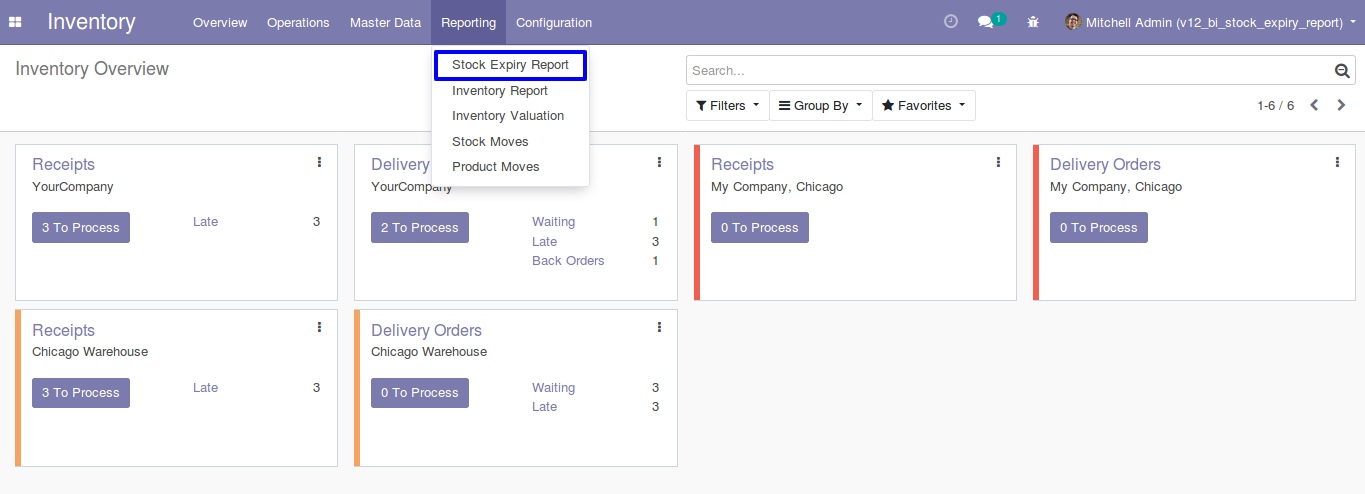 Inventory Overview Operations Master Data Reporting Configuration 1 Mitchell Admin (v12_bi_stock_expiry_report)
Stock Expiry Report
Inventory Report
Inventory Valuation
Stock Moves
Product Moves
Inventory Overview
Search...
Filters Group By Favorites 1-6 / 6
Receipts
YourCompany
3 To Process
Late 3
Delivery
YourCompany
2 To Process
Waiting 1
Late 3
Back Orders 1
Receipts
My Company, Chicago
0 To Process
Delivery Orders
My Company, Chicago
0 To Process
Receipts
Chicago Warehouse
3 To Process
Late 3
Delivery Orders
Chicago Warehouse
0 To Process
Waiting 3
Late 3